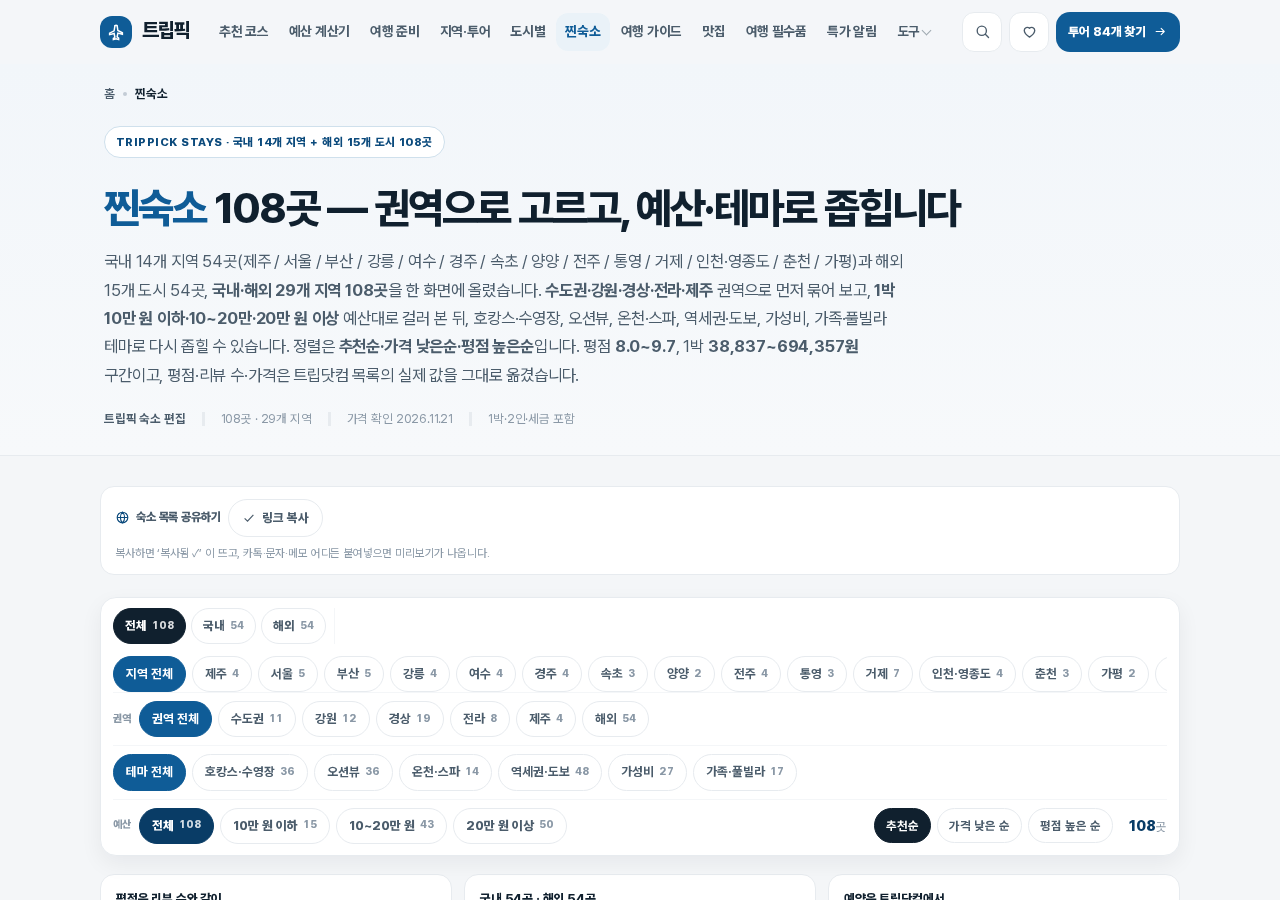 트립픽 추천 코스 예산 계산기 여행 준비 지역·투어 도시별 찐숙소 여행 가이드 맛집 여행 필수품 특가 알림 도구 투어 84개 찾기 →
홈 • 찐숙소
TRIPPICK STAYS · 국내 14개 지역 + 해외 15개 도시 108곳
찐숙소 108곳 — 권역으로 고르고, 예산·테마로 좁힙니다
국내 14개 지역 54곳(제주 / 서울 / 부산 / 강릉 / 여수 / 경주 / 속초 / 양양 / 전주 / 통영 / 거제 / 인천·영종도 / 춘천 / 가평)과 해외
15개 도시 54곳, 국내·해외 29개 지역 108곳을 한 화면에 올렸습니다. 수도권·강원·경상·전라·제주 권역으로 먼저 묶어 보고, 1박
10만 원 이하·10~20만·20만 원 이상 예산대로 걸러 본 뒤, 호캉스·수영장, 오션뷰, 온천·스파, 역세권·도보, 가성비, 가족·풀빌라
테마로 다시 좁힐 수 있습니다. 정렬은 추천순·가격 낮은순·평점 높은순입니다. 평점 8.0~9.7, 1박 38,837~694,357원
구간이고, 평점·리뷰 수·가격은 트립닷컴 목록의 실제 값을 그대로 옮겼습니다.
트립픽 숙소 편집 108곳 · 29개 지역 가격 확인 2026.11.21 1박·2인·세금 포함
숙소 목록 공유하기 링크 복사
복사하면 ‘복사됨 ✓’ 이 뜨고, 카톡·문자·메모 어디든 붙여넣으면 미리보기가 나옵니다.
전체 108 국내 54 해외 54
지역 전체 제주 4 서울 5 부산 5 강릉 4 여수 4 경주 4 속초 3 양양 2 전주 4 통영 3 거제 7 인천·영종도 4 춘천 3 가평 2
권역 권역 전체 수도권 11 강원 12 경상 19 전라 8 제주 4 해외 54
테마 전체 호캉스·수영장 36 오션뷰 36 온천·스파 14 역세권·도보 48 가성비 27 가족·풀빌라 17
예산 전체 108 10만 원 이하 15 10~20만 원 43 20만 원 이상 50 추천순 가격 낮은 순 평점 높은 순 108곳
평점은 리뷰 수와 같이 국내 54곳 · 해외 54곳 예약은 트립닷컴에서